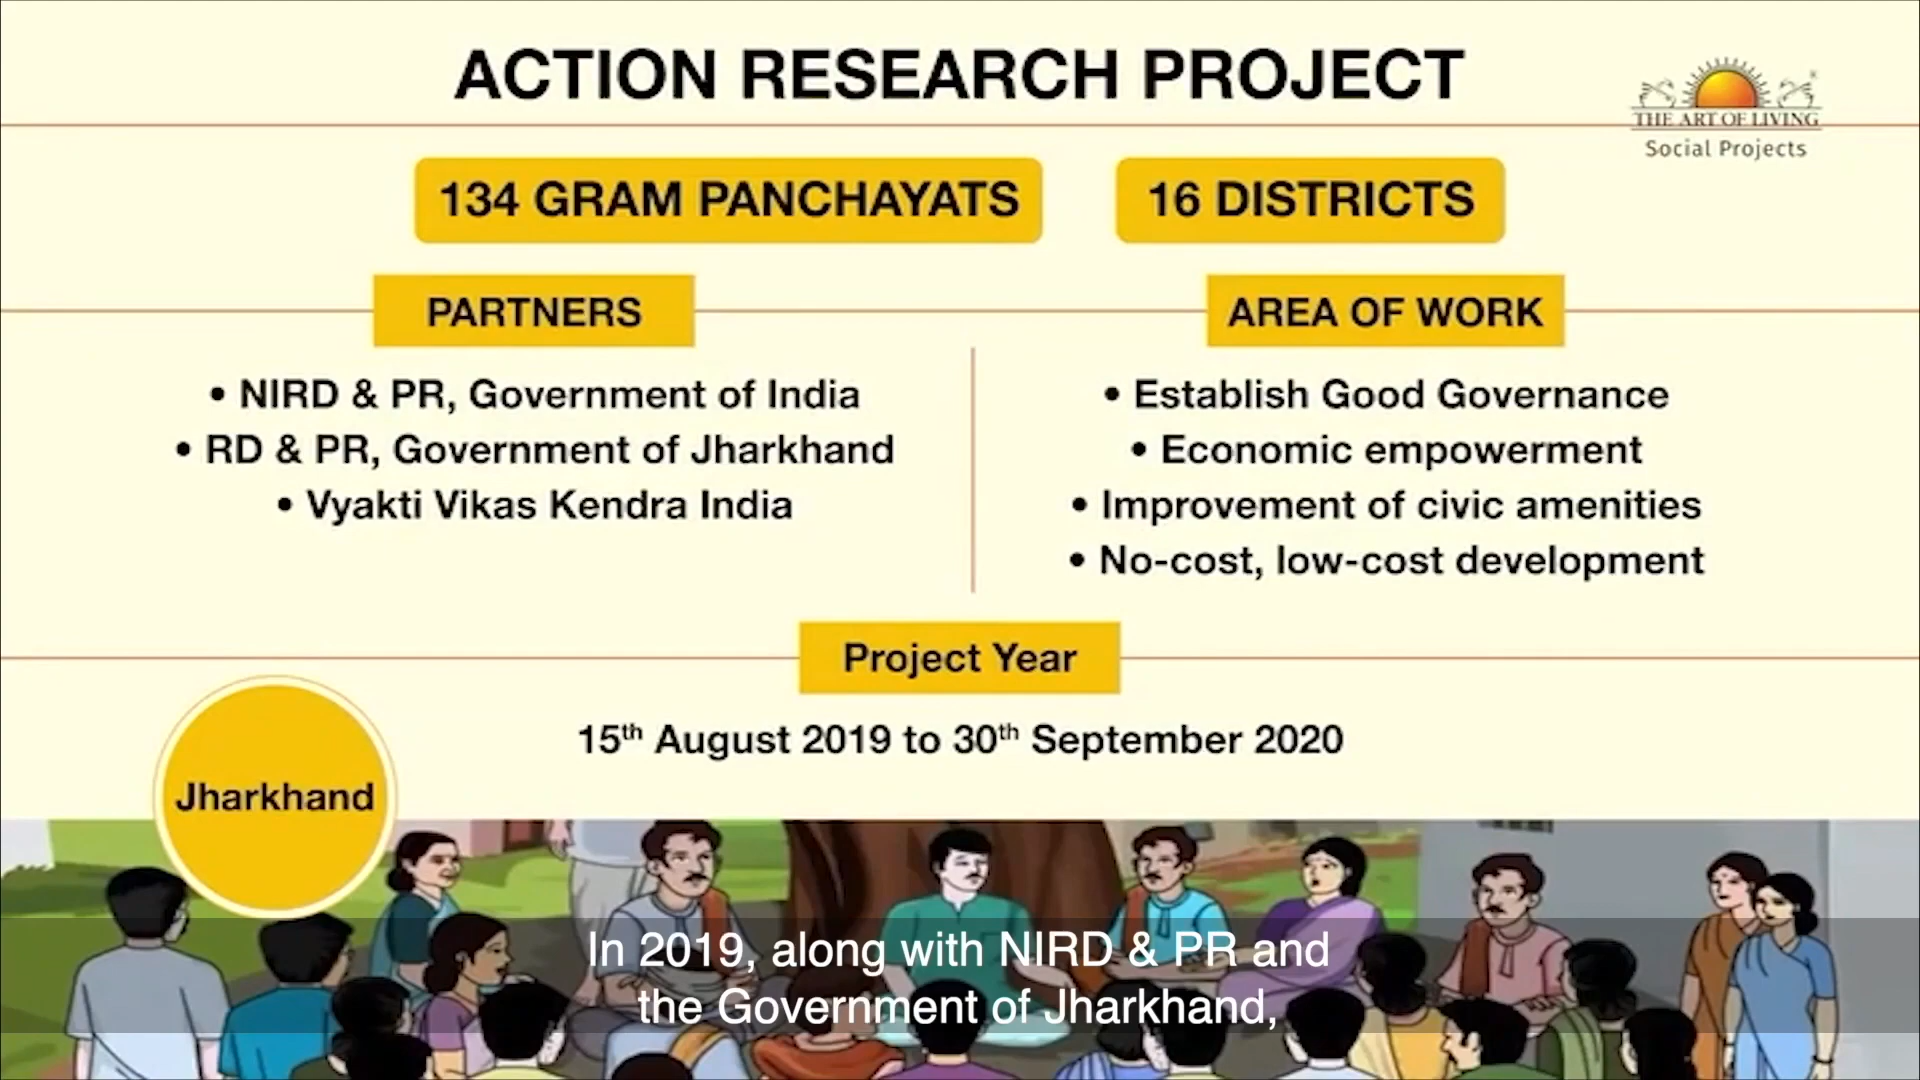 ACTION RESEARCH PROJECT
THE ART OF LIVING
Social Projects
134 GRAM PANCHAYATS
16 DISTRICTS
PARTNERS
• NIRD & PR, Government of India
• RD & PR, Government of Jharkhand
• Vyakti Vikas Kendra India
AREA OF WORK
• Establish Good Governance
• Economic empowerment
• Improvement of civic amenities
• No-cost, low-cost development
Project Year
15th August 2019 to 30th September 2020
Jharkhand
In 2019, along with NIRD & PR and
the Government of Jharkhand,